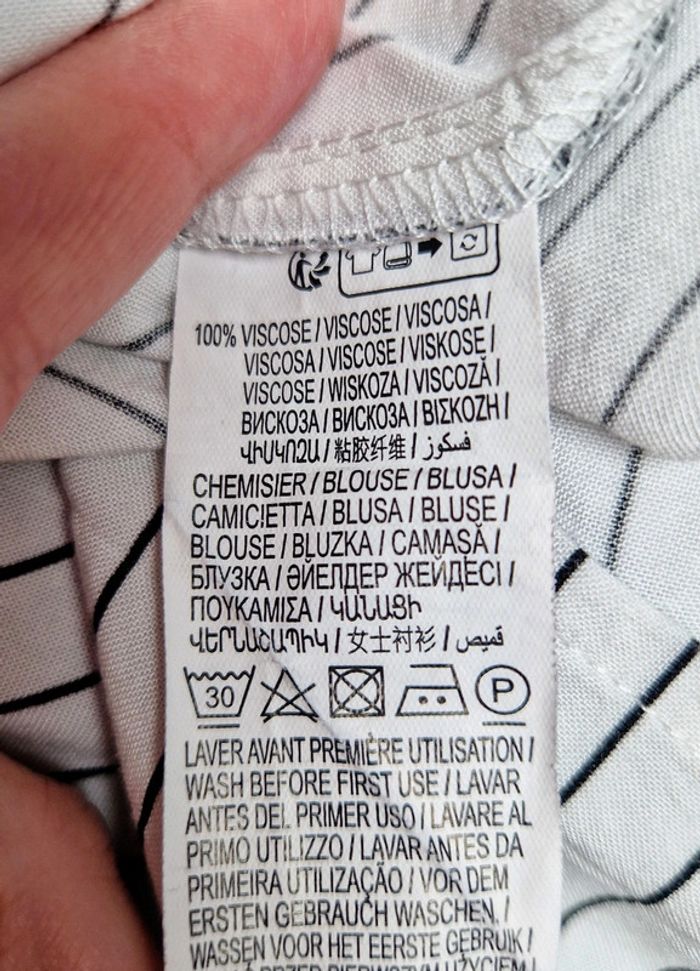 100% VISCOSE / VISCOSE / VISCOSA /
VISCOSA / VISCOSE / VISKOSE /
VISCOSE / WISKOZA / VISCOZĂ /
ВИСКОЗА / ВИСКОЗА / ΒΙΣΚΟΖΗ /
ՎԻՍԿՈԶԱ / 粘胶纤维 / فسكوز /
CHEMISIER / BLOUSE / BLUSA /
CAMICIETTA / BLUSA / BLUSE /
BLOUSE / BLUZKA / CAMASĂ /
БЛУЗКА / ӘЙЕЛДЕР ЖЕЙДЕСІ /
ΠΟΥΚΑΜΙΣΑ / ԿԱՆԱՑԻ
ՎԵՐՆԱՇԱՊԻԿ / 女士衬衫 / قميص /
30 P
LAVER AVANT PREMIÈRE UTILISATION /
WASH BEFORE FIRST USE / LAVAR
ANTES DEL PRIMER USO / LAVARE AL
PRIMO UTILIZZO / LAVAR ANTES DA
PRIMEIRA UTILIZAÇÃO / VOR DEM
ERSTEN GEBRAUCH WASCHEN. /
WASSEN VOOR HET EERSTE GEBRUIK /
PRZED PIERWSZYM UŻYCIEM /